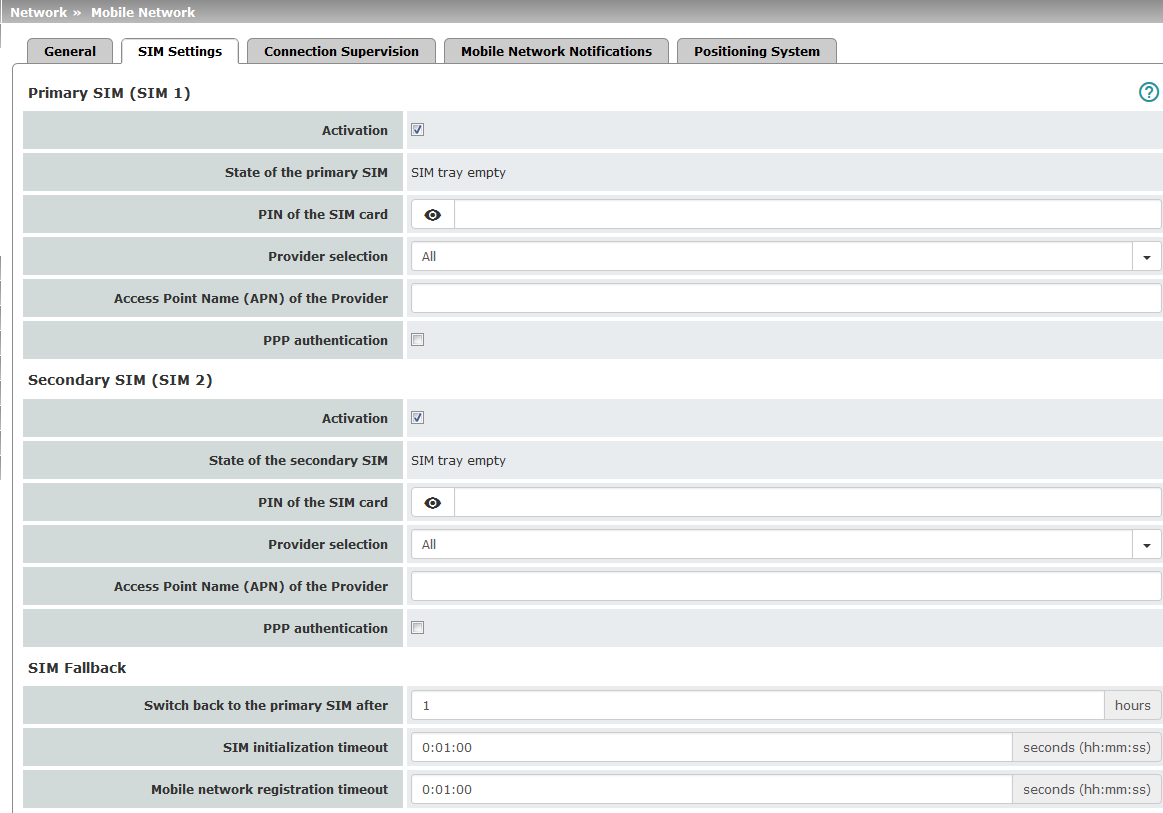 Network » Mobile Network
General SIM Settings Connection Supervision Mobile Network Notifications Positioning System
Primary SIM (SIM 1) ?
Activation
State of the primary SIM SIM tray empty
PIN of the SIM card
Provider selection All
Access Point Name (APN) of the Provider
PPP authentication
Secondary SIM (SIM 2)
Activation
State of the secondary SIM SIM tray empty
PIN of the SIM card
Provider selection All
Access Point Name (APN) of the Provider
PPP authentication
SIM Fallback
Switch back to the primary SIM after 1 hours
SIM initialization timeout 0:01:00 seconds (hh:mm:ss)
Mobile network registration timeout 0:01:00 seconds (hh:mm:ss)